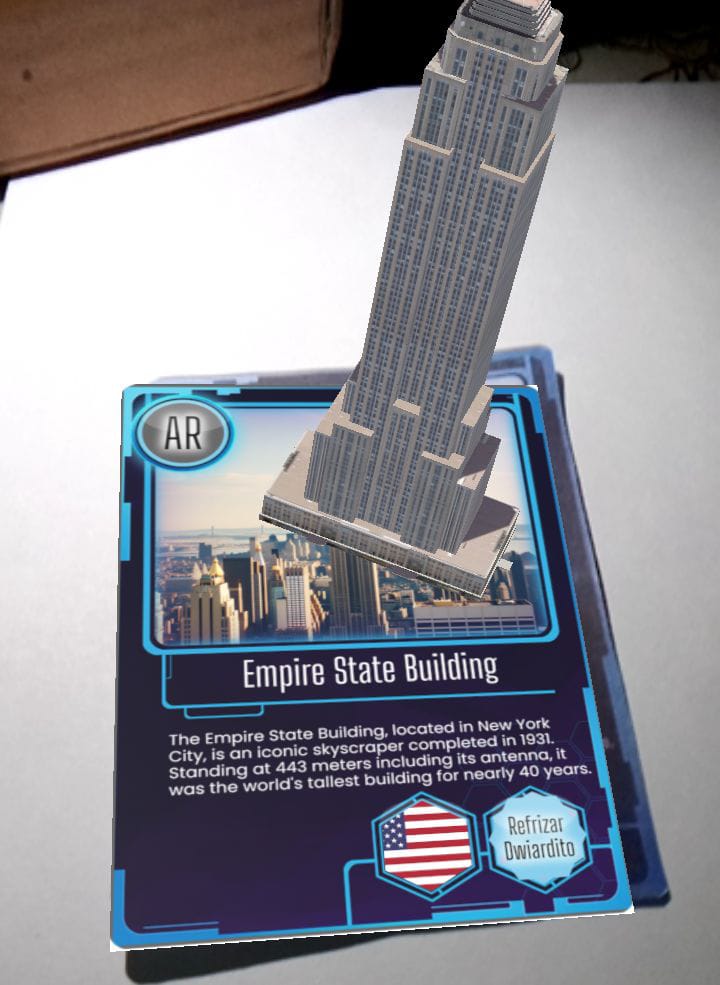 AR
Empire State Building
The Empire State Building, located in New York
City, is an iconic skyscraper completed in 1931.
Standing at 443 meters including its antenna, it
was the world's tallest building for nearly 40 years.
Refrizar
Dwiardito